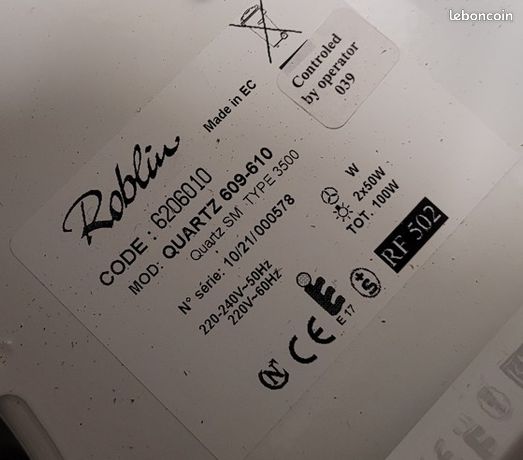 leboncoin
Controled
by operator
039
Made in EC
Roblin
CODE : 6206010
MOD: QUARTZ 609-610
Quartz SM TYPE 3500
N° série: 10/21/000578
220-240V~50Hz
220V~60Hz
W
2x50W
TOT. 100W
N CE E17 S
RF 502